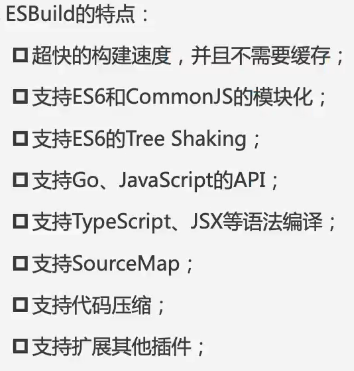 ESBuild的特点：
超快的构建速度，并且不需要缓存；
支持ES6和CommonJS的模块化；
支持ES6的Tree Shaking；
支持Go、JavaScript的API；
支持TypeScript、JSX等语法编译；
支持SourceMap；
支持代码压缩；
支持扩展其他插件；